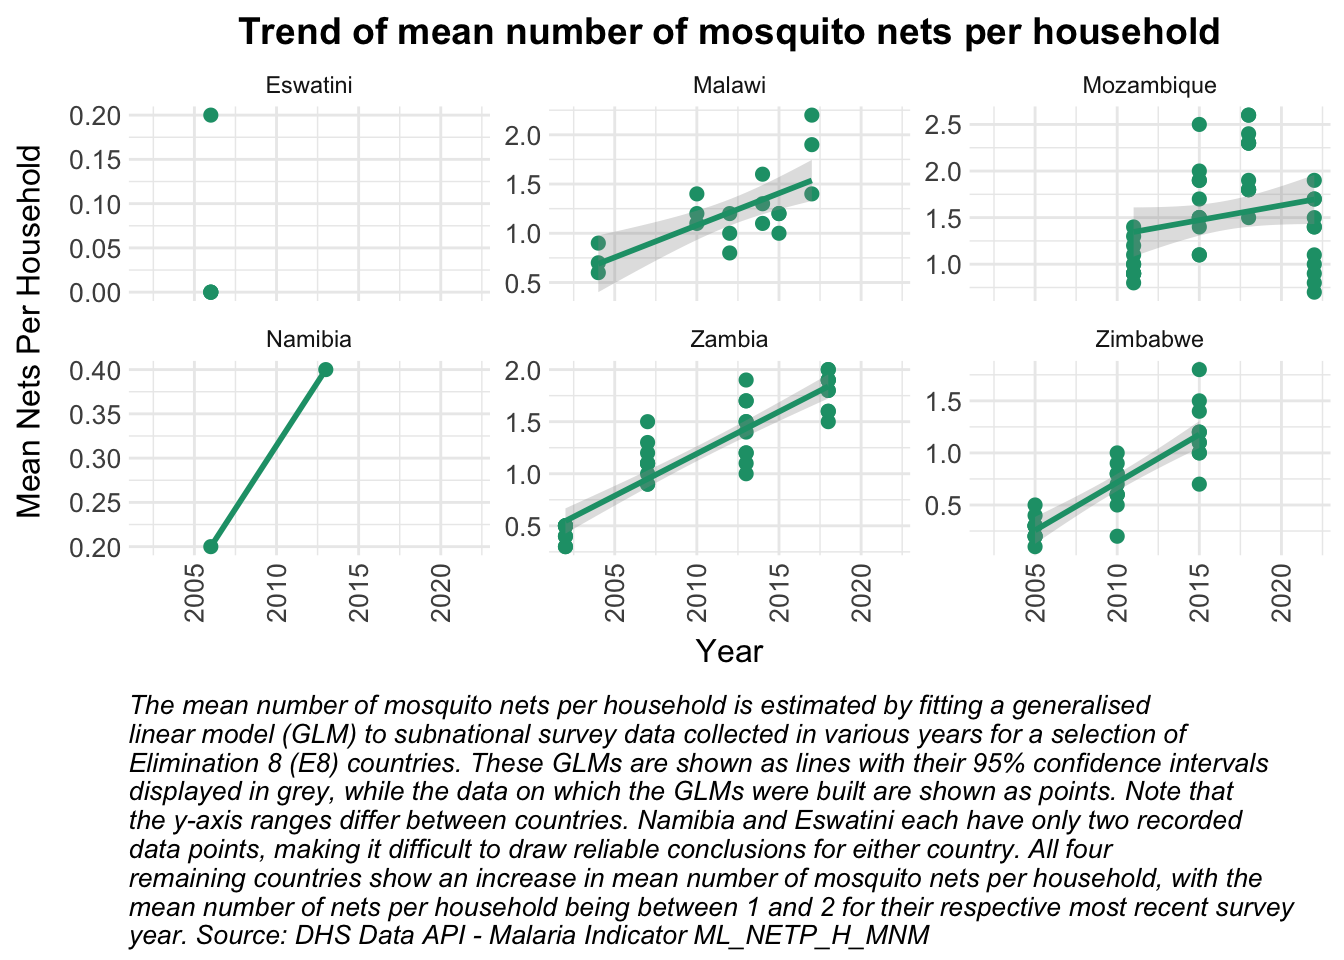 Trend of mean number of mosquito nets per household
Eswatini
Malawi
Mozambique
0.20
0.15
0.10
0.05
0.00
2.0
1.5
1.0
0.5
2.5
2.0
1.5
1.0
Mean Nets Per Household
Namibia
Zambia
Zimbabwe
0.40
0.35
0.30
0.25
0.20
2.0
1.5
1.0
0.5
1.5
1.0
0.5
2005
2010
2015
2020
2005
2010
2015
2020
2005
2010
2015
2020
Year
The mean number of mosquito nets per household is estimated by fitting a generalised
linear model (GLM) to subnational survey data collected in various years for a selection of
Elimination 8 (E8) countries. These GLMs are shown as lines with their 95% confidence intervals
displayed in grey, while the data on which the GLMs were built are shown as points. Note that
the y-axis ranges differ between countries. Namibia and Eswatini each have only two recorded
data points, making it difficult to draw reliable conclusions for either country. All four
remaining countries show an increase in mean number of mosquito nets per household, with the
mean number of nets per household being between 1 and 2 for their respective most recent survey
year. Source: DHS Data API - Malaria Indicator ML_NETP_H_MNM